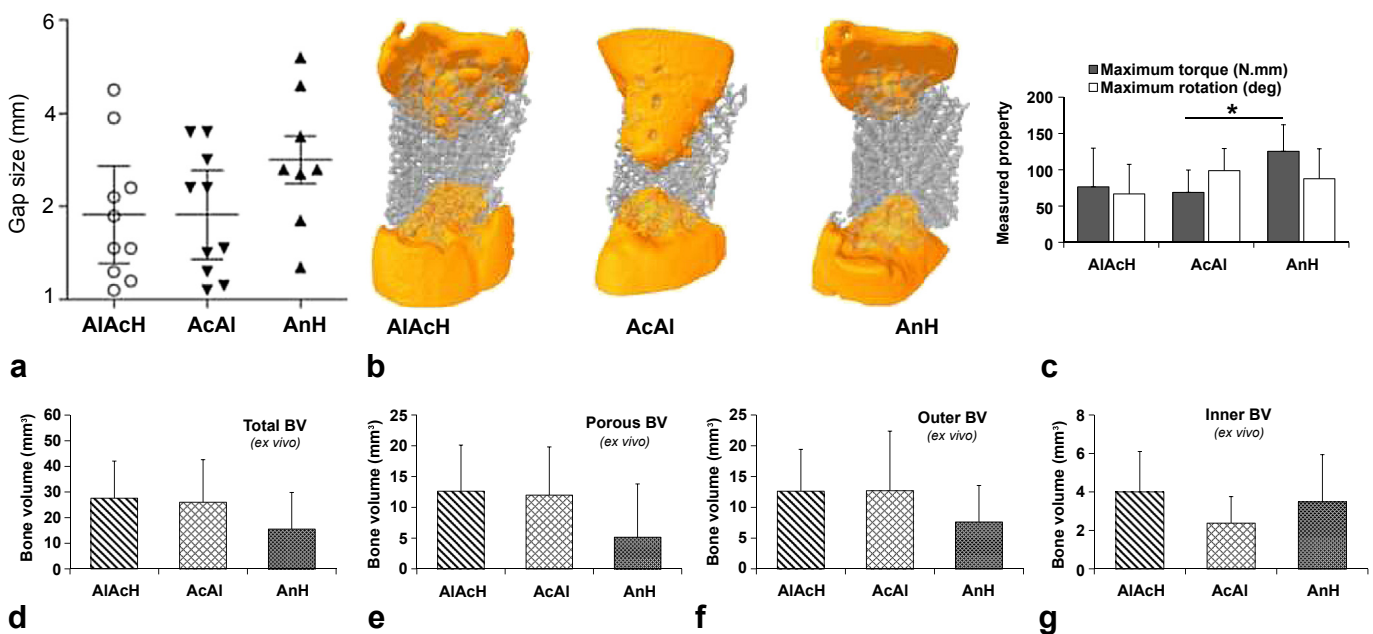 Gap size (mm)
6
4
2
1
AlAcH
AcAl
AnH
a
AlAcH
AcAl
AnH
b
Maximum torque (N.mm)
Maximum rotation (deg)
Measured property
200
150
100
50
0
*
AlAcH
AcAl
AnH
c
Bone volume (mm³)
60
50
40
30
20
10
0
Total BV
(ex vivo)
AlAcH
AcAl
AnH
d
Bone volume (mm³)
25
20
15
10
5
0
Porous BV
(ex vivo)
AlAcH
AcAl
AnH
e
Bone volume (mm³)
25
20
15
10
5
0
Outer BV
(ex vivo)
AlAcH
AcAl
AnH
f
Bone volume (mm³)
8
6
4
2
0
Inner BV
(ex vivo)
AlAcH
AcAl
AnH
g